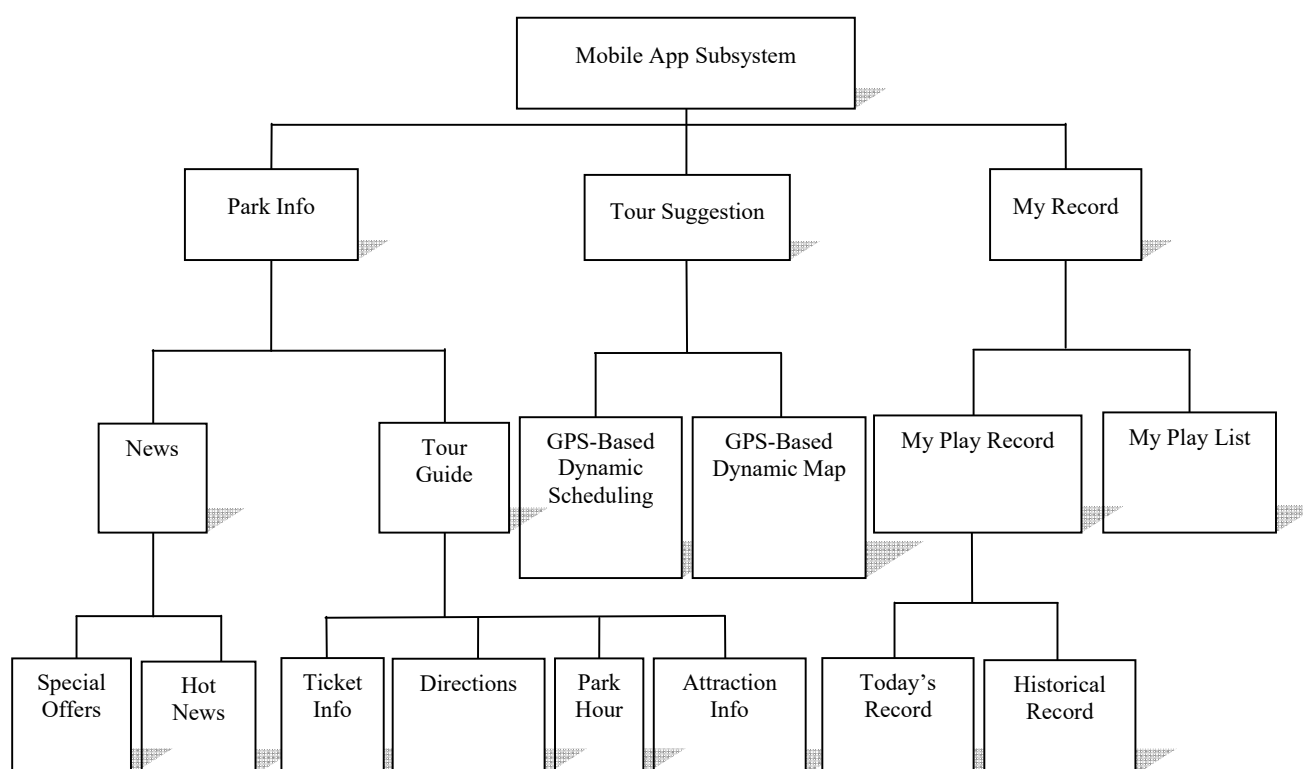 Mobile App Subsystem
Park Info
Tour Suggestion
My Record
News
Tour
Guide
GPS-Based
Dynamic
Scheduling
GPS-Based
Dynamic Map
My Play Record
My Play List
Special
Offers
Hot
News
Ticket
Info
Directions
Park
Hour
Attraction
Info
Today’s
Record
Historical
Record